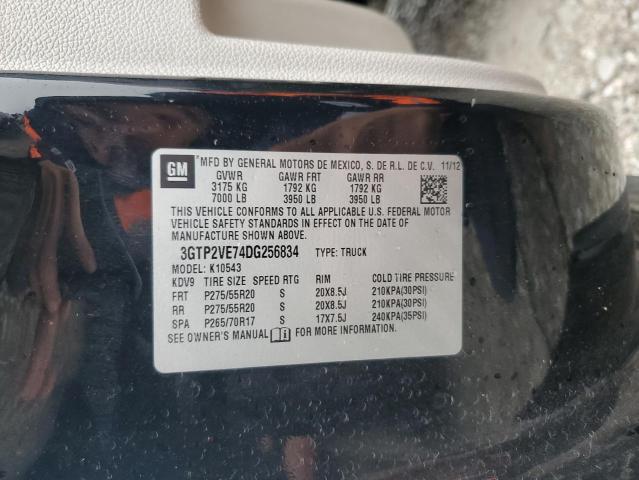 GM MFD BY GENERAL MOTORS DE MEXICO, S. DE R.L. DE C.V. 11/12
GVWR GAWR FRT GAWR RR
3175 KG 1792 KG 1792 KG
7000 LB 3950 LB 3950 LB
THIS VEHICLE CONFORMS TO ALL APPLICABLE U.S. FEDERAL MOTOR
VEHICLE SAFETY STANDARDS IN EFFECT ON THE DATE OF
MANUFACTURE SHOWN ABOVE.
3GTP2VE74DG256834 TYPE: TRUCK
MODEL: K10543
KDV9 TIRE SIZE SPEED RTG RIM COLD TIRE PRESSURE
FRT P275/55R20 S 20X8.5J 210KPA(30PSI)
RR P275/55R20 S 20X8.5J 210KPA(30PSI)
SPA P265/70R17 S 17X7.5J 240KPA(35PSI)
SEE OWNER'S MANUAL FOR MORE INFORMATION.